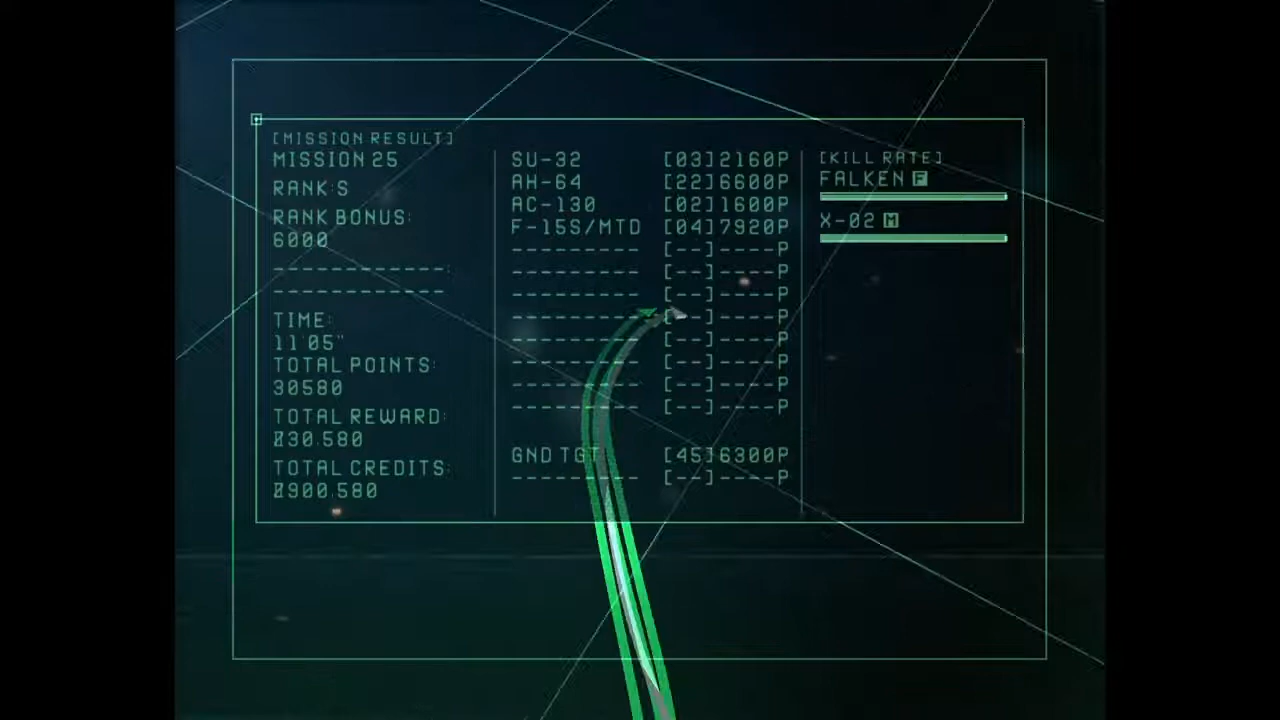 [MISSION RESULT]
MISSION 25
RANK:S
RANK BONUS:
6000
--------------:
--------------
TIME:
11'05"
TOTAL POINTS:
30580
TOTAL REWARD:
Z30.580
TOTAL CREDITS:
Z900.580
SU-32 [03]2160P
AH-64 [22]6600P
AC-130 [02]1600P
F-15S/MTD [04]7920P
--------- [--]----P
--------- [--]----P
--------- [--]----P
--------- [--]----P
--------- [--]----P
--------- [--]----P
--------- [--]----P
--------- [--]----P
GND TGT [45]6300P
--------- [--]----P
[KILL RATE]
FALKEN F
X-02 M